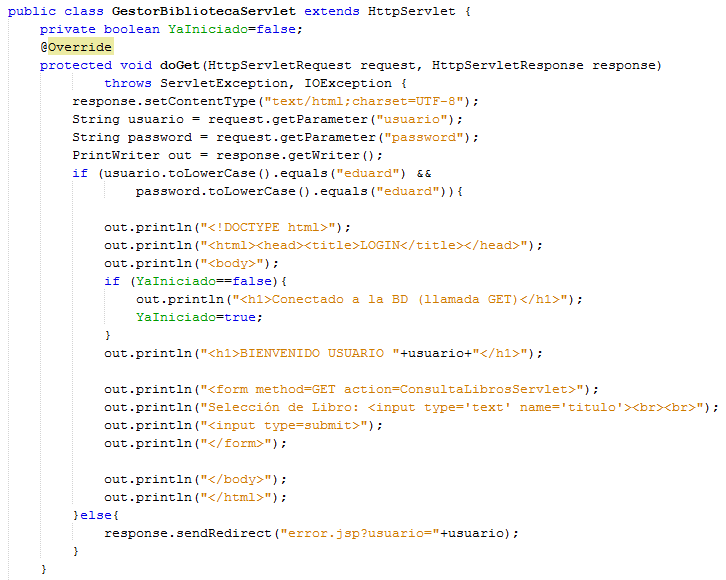 public class GestorBibliotecaServlet extends HttpServlet {
    private boolean YaIniciado=false;
    @Override
    protected void doGet(HttpServletRequest request, HttpServletResponse response)
            throws ServletException, IOException {
        response.setContentType("text/html;charset=UTF-8");
        String usuario = request.getParameter("usuario");
        String password = request.getParameter("password");
        PrintWriter out = response.getWriter();
        if (usuario.toLowerCase().equals("eduard") &&
                password.toLowerCase().equals("eduard")){
            out.println("<!DOCTYPE html>");
            out.println("<html><head><title>LOGIN</title></head>");
            out.println("<body>");
            if (YaIniciado==false){
                out.println("<h1>Conectado a la BD (llamada GET)</h1>");
                YaIniciado=true;
            }
            out.println("<h1>BIENVENIDO USUARIO "+usuario+"</h1>");
            out.println("<form method=GET action=ConsultaLibrosServlet>");
            out.println("Selección de Libro: <input type='text' name='titulo'><br><br>");
            out.println("<input type=submit>");
            out.println("</form>");
            out.println("</body>");
            out.println("</html>");
        }else{
            response.sendRedirect("error.jsp?usuario="+usuario);
        }
    }